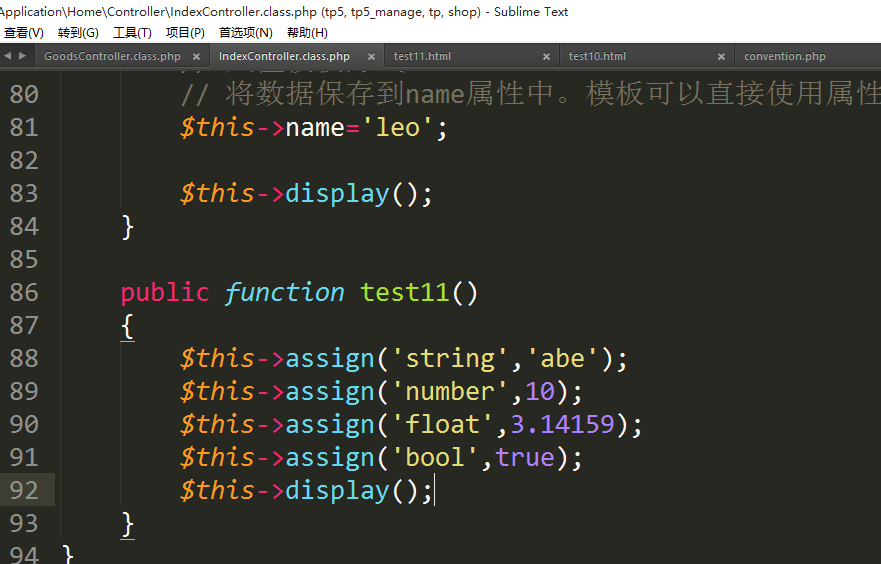 Application\Home\Controller\IndexController.class.php (tp5, tp5_manage, tp, shop) - Sublime Text
查看(V) 转到(G) 工具(T) 项目(P) 首选项(N) 帮助(H)
GoodsController.class.php × IndexController.class.php × test11.html × test10.html × convention.php
80 // 将数据保存到name属性中。模板可以直接使用属性
81 $this->name='leo';
82
83 $this->display();
84 }
85
86 public function test11()
87 {
88 $this->assign('string','abe');
89 $this->assign('number',10);
90 $this->assign('float',3.14159);
91 $this->assign('bool',true);
92 $this->display();
93 }
94 }